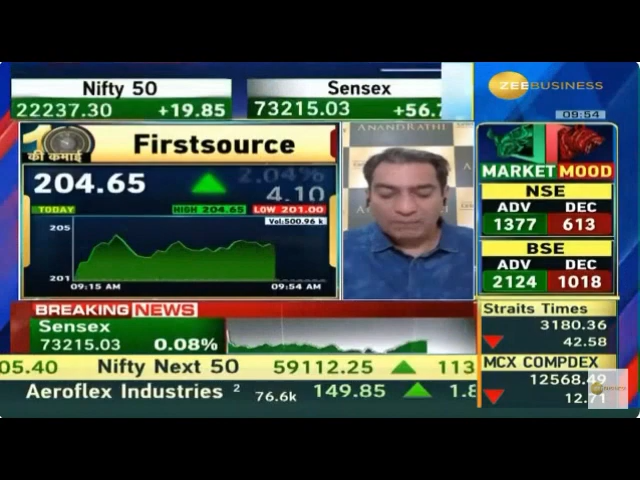 Nifty 50
22237.30 +19.85
Sensex
73215.03 +56.7
ZEEBUSINESS
09:54
की कमाई
Firstsource
204.65
2.04%
4.10
TODAY HIGH 204.65 LOW 201.00
Vol:500.96 k
205
201
09:15 AM 09:54 AM
ANANDRATHI
MARKET MOOD
NSE
ADV DEC
1377 613
BSE
ADV DEC
2124 1018
BREAKING NEWS
Sensex
73215.03 0.08%
Straits Times
3180.36
42.58
05.40 Nifty Next 50 59112.25 113
MCX COMPDEX
12568.49
12.71
Aeroflex Industries 2 76.6k 149.85 1.8